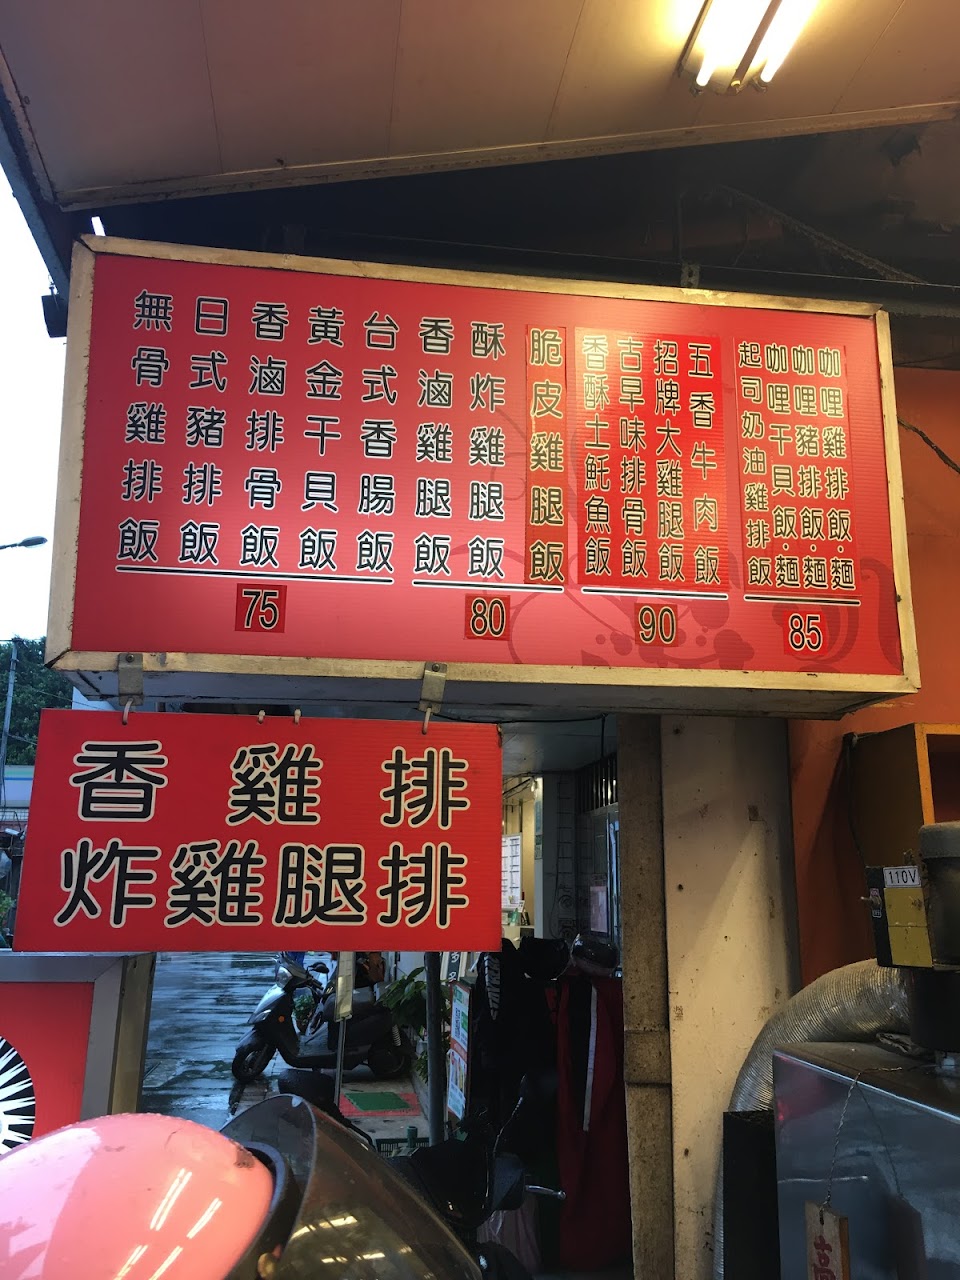 無骨雞排飯
日式豬排飯
香滷排骨飯
黃金干貝飯
台式香腸飯
75
香滷雞腿飯
酥炸雞腿飯
脆皮雞腿飯
80
香酥土魠魚飯
古早味排骨飯
招牌大雞腿飯
五香牛肉飯
90
起司奶油雞排飯
咖哩干貝飯·麵
咖哩豬排飯·麵
咖哩雞排飯·麵
85
香雞排
炸雞腿排
110V